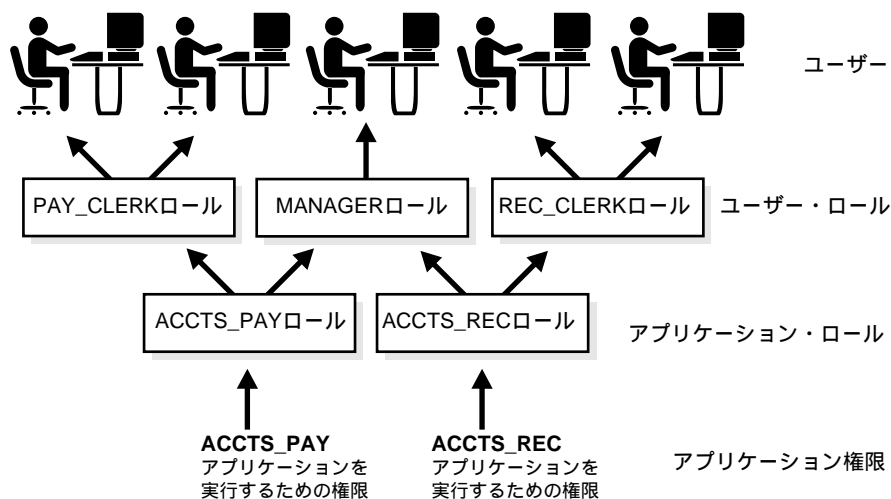 ユーザー
PAY_CLERKロール
MANAGERロール
REC_CLERKロール
ユーザー・ロール
ACCTS_PAYロール
ACCTS_RECロール
アプリケーション・ロール
ACCTS_PAY
アプリケーションを
実行するための権限
ACCTS_REC
アプリケーションを
実行するための権限
アプリケーション権限